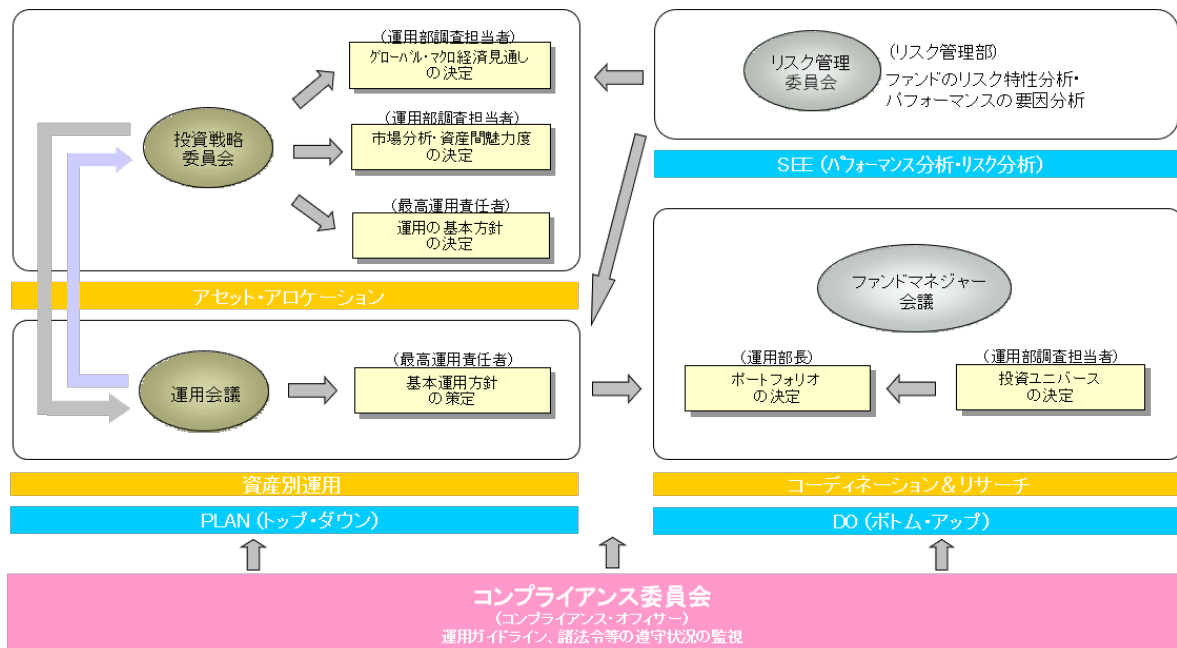 (運用部調査担当者)
グローバル・マクロ経済見通し
の決定
投資戦略
委員会
(運用部調査担当者)
市場分析・資産間魅力度
の決定
(最高運用責任者)
運用の基本方針
の決定
アセット・アロケーション
運用会議
(最高運用責任者)
基本運用方針
の策定
資産別運用
PLAN (トップ・ダウン)
リスク管理
委員会
(リスク管理部)
ファンドのリスク特性分析・
パフォーマンスの要因分析
SEE (パフォーマンス分析・リスク分析)
ファンドマネジャー
会議
(運用部長)
ポートフォリオ
の決定
(運用部調査担当者)
投資ユニバース
の決定
コーディネーション&リサーチ
DO (ボトム・アップ)
コンプライアンス委員会
(コンプライアンス・オフィサー)
運用ガイドライン、諸法令等の遵守状況の監視